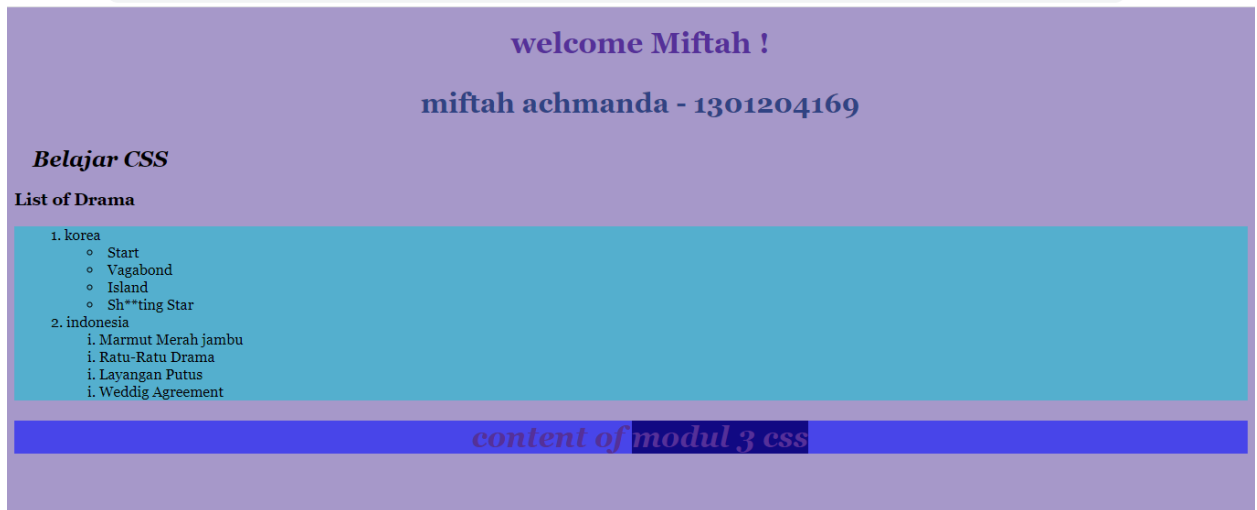 welcome Miftah !
miftah achmanda - 1301204169
Belajar CSS
List of Drama
1. korea
Start
Vagabond
Island
Sh**ting Star
2. indonesia
i. Marmut Merah jambu
i. Ratu-Ratu Drama
i. Layangan Putus
i. Weddig Agreement
content of modul 3 css